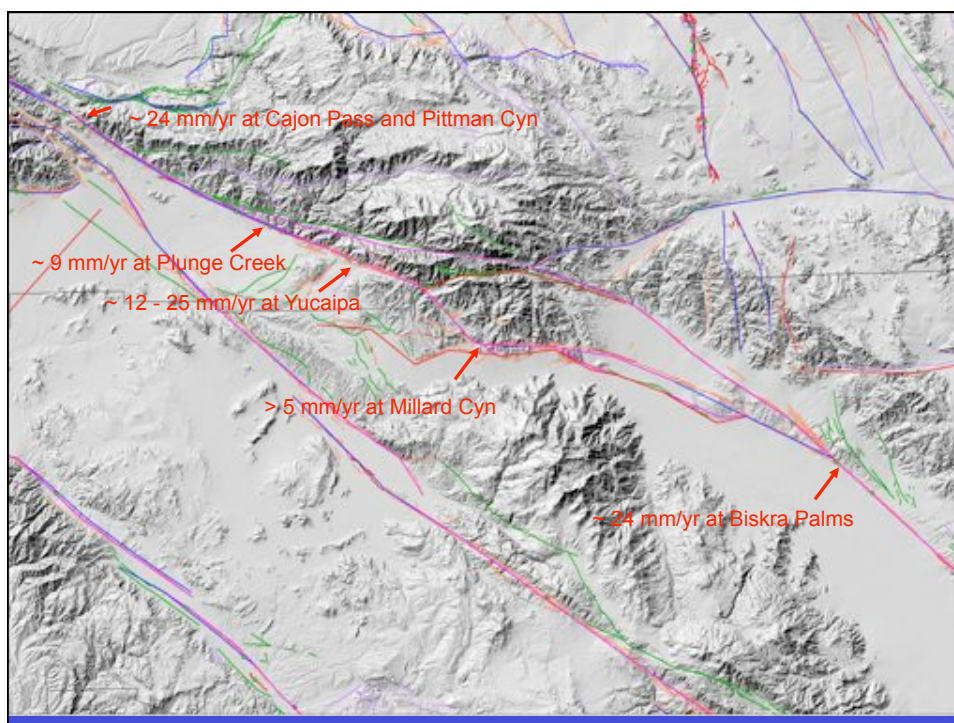 ~ 24 mm/yr at Cajon Pass and Pittman Cyn
~ 9 mm/yr at Plunge Creek
~ 12 - 25 mm/yr at Yucaipa
> 5 mm/yr at Millard Cyn
~ 24 mm/yr at Biskra Palms